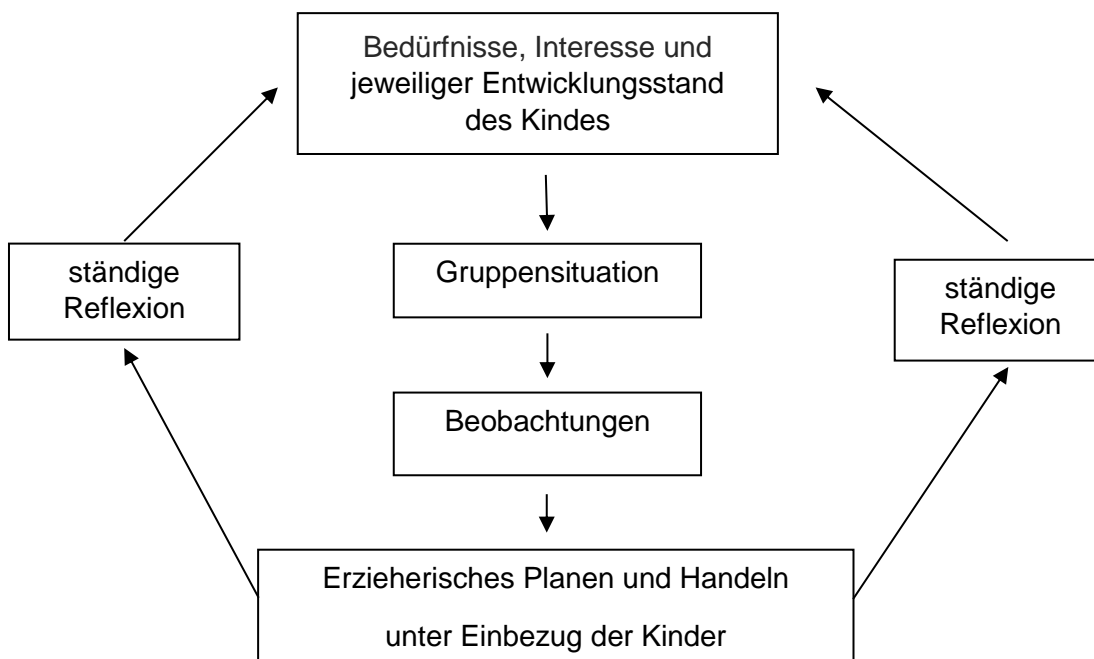 Bedürfnisse, Interesse und
jeweiliger Entwicklungsstand
des Kindes
ständige
Reflexion
Gruppensituation
ständige
Reflexion
Beobachtungen
Erzieherisches Planen und Handeln
unter Einbezug der Kinder